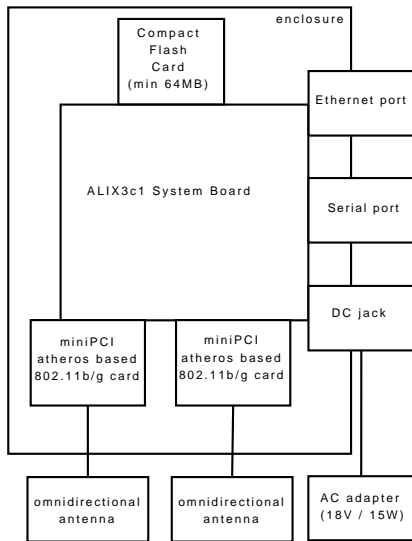 enclosure
Compact
Flash
Card
(min 64MB)
Ethernet port
ALIX3c1 System Board
Serial port
DC jack
miniPCI
atheros based
802.11b/g card
miniPCI
atheros based
802.11b/g card
omnidirectional
antenna
omnidirectional
antenna
AC adapter
(18V / 15W)